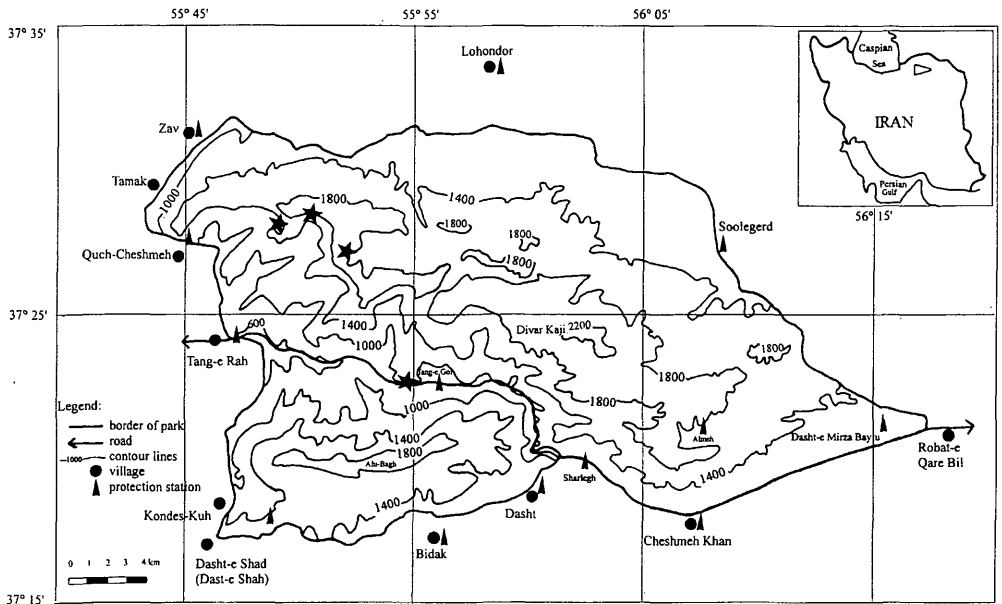 55° 45'
55° 55'
56° 05'
37° 35'
Lohondor
Caspian
Sea
IRAN
Persian
Gulf
56° 15'
Zav
Tamak
1000
1800
1400
1800
1800
1800
Soolegerd
Quch-Cheshmeh
37° 25'
600
1400
1000
Divar Kaji 2200
Tang-e Rah
1800
1800
Tang-e Gol
1000
1800
Legend:
border of park
road
1000 contour lines
village
protection station
1400
1800
Alu-Bagh
1400
Almeh
Dasht-e Mirza Baylu
1400
Robat-e
Qare Bil
Sharlegh
Kondes-Kuh
Dasht
Cheshmeh Khan
Bidak
Dasht-e Shad
(Dast-e Shah)
0 1 2 3 4 km
37° 15'